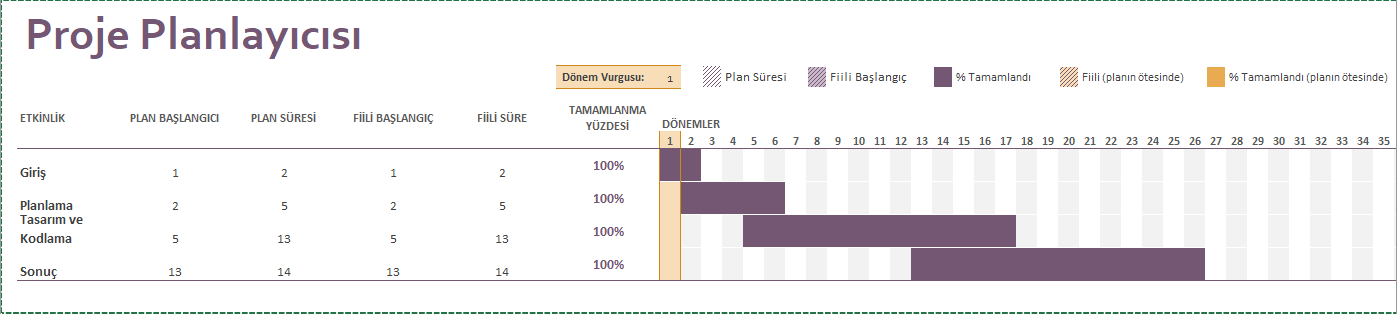 Proje Planlayıcısı
Dönem Vurgusu: 1 Plan Süresi Fiili Başlangıç % Tamamlandı Fiili (planın ötesinde) % Tamamlandı (planın ötesinde)
ETKİNLİK PLAN BAŞLANGICI PLAN SÜRESİ FİİLİ BAŞLANGIÇ FİİLİ SÜRE TAMAMLANMA
YÜZDESİ DÖNEMLER
1 2 3 4 5 6 7 8 9 10 11 12 13 14 15 16 17 18 19 20 21 22 23 24 25 26 27 28 29 30 31 32 33 34 35
Giriş 1 2 1 2 100%
Planlama 2 5 2 5 100%
Tasarım ve
Kodlama 5 13 5 13 100%
Sonuç 13 14 13 14 100%